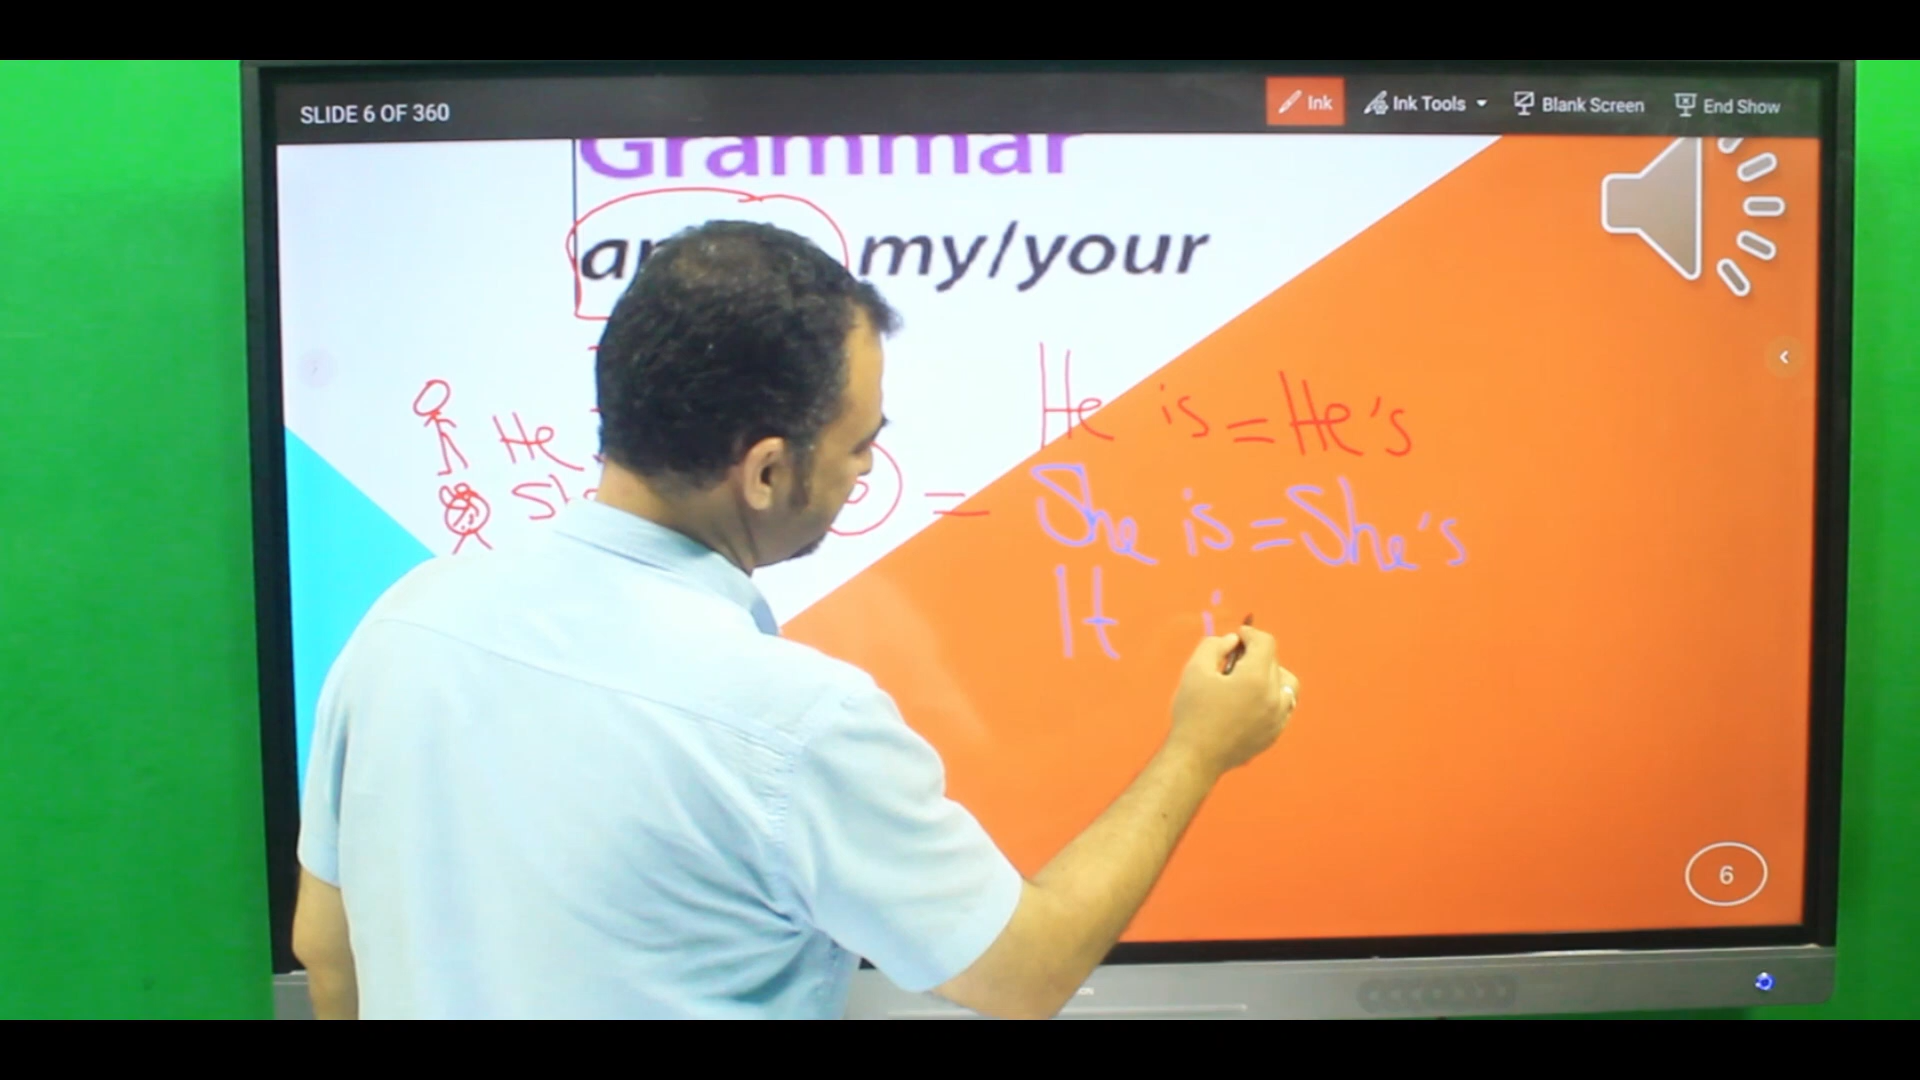 SLIDE 6 OF 360 Ink Ink Tools Blank Screen End Show
Grammar
my/your
He is = He's
He
She is = She's
=
It i
6